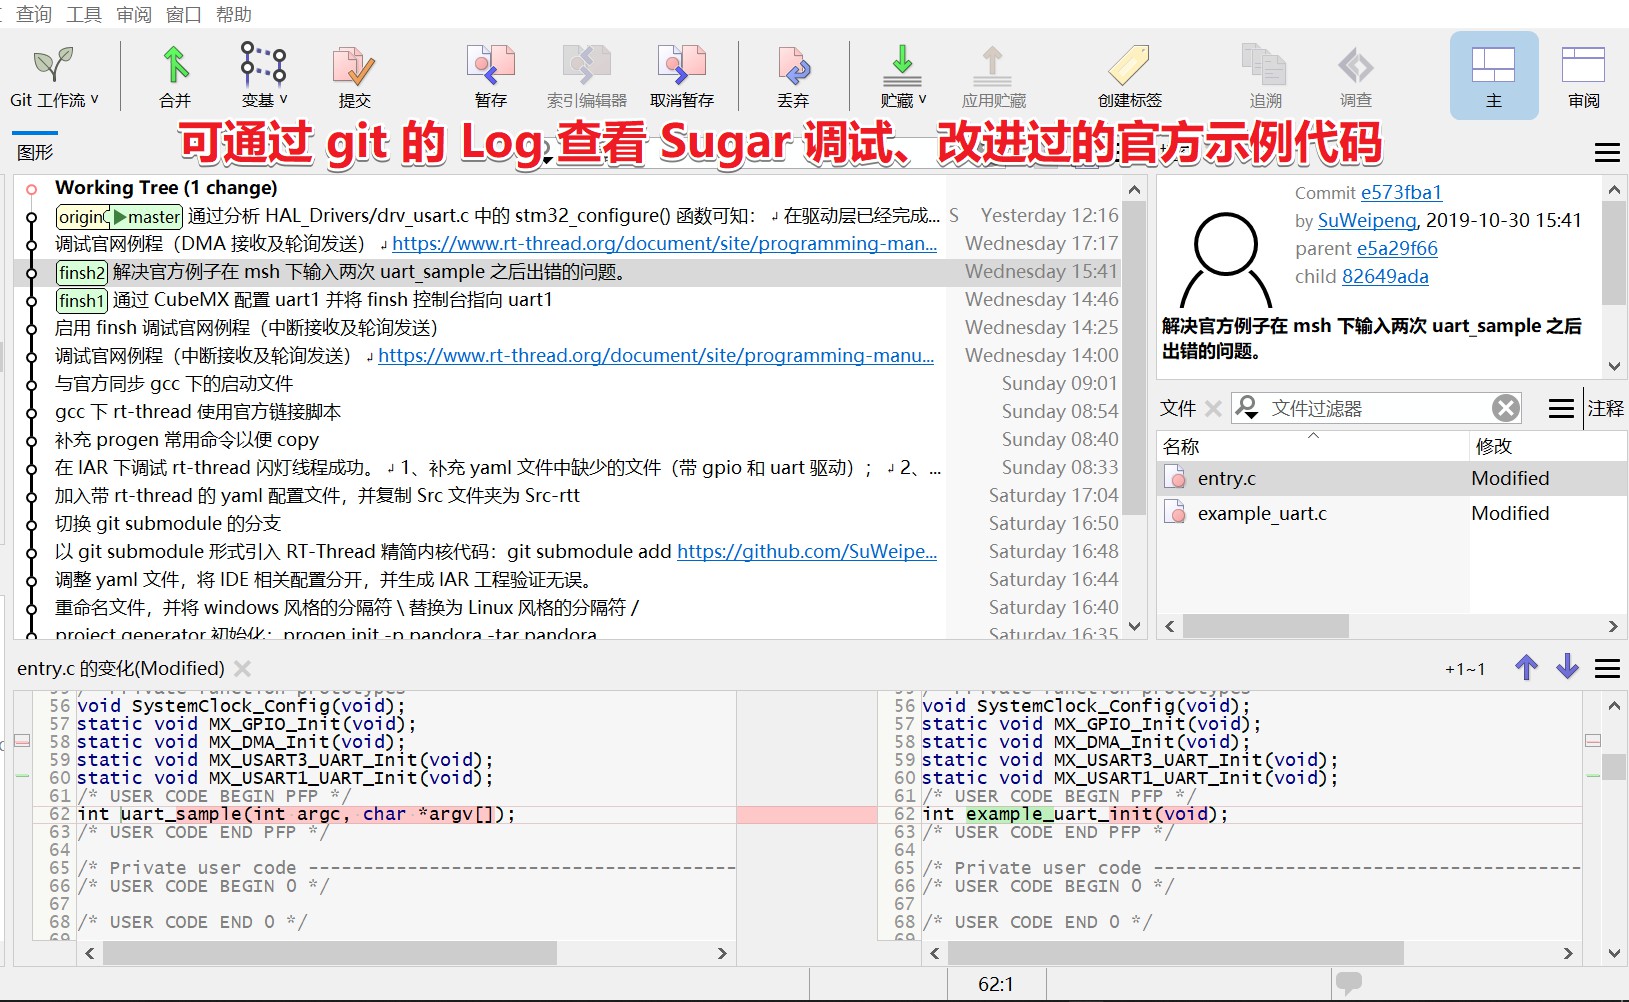 查询 工具 审阅 窗口 帮助
Git 工作流 合并 变基 提交 暂存 索引编辑器 取消暂存 丢弃 贮藏 应用贮藏 创建标签 追溯 调查 主 审阅
可通过 git 的 Log 查看 Sugar 调试、改进过的官方示例代码
图形
Working Tree (1 change)
origin master 通过分析 HAL_Drivers/drv_usart.c 中的 stm32_configure() 函数可知： ↲ 在驱动层已经完成... S Yesterday 12:16
调试官网例程（DMA 接收及轮询发送） ↲ https://www.rt-thread.org/document/site/programming-man... Wednesday 17:17
finsh2 解决官方例子在 msh 下输入两次 uart_sample 之后出错的问题。 Wednesday 15:41
finsh1 通过 CubeMX 配置 uart1 并将 finsh 控制台指向 uart1 Wednesday 14:46
启用 finsh 调试官网例程（中断接收及轮询发送） Wednesday 14:25
调试官网例程（中断接收及轮询发送） ↲ https://www.rt-thread.org/document/site/programming-manu... Wednesday 14:00
与官方同步 gcc 下的启动文件 Sunday 09:01
gcc 下 rt-thread 使用官方链接脚本 Sunday 08:54
补充 progen 常用命令以便 copy Sunday 08:40
在 IAR 下调试 rt-thread 闪灯线程成功。 ↲ 1、补充 yaml 文件中缺少的文件（带 gpio 和 uart 驱动）； ↲ 2、... Sunday 08:33
加入带 rt-thread 的 yaml 配置文件，并复制 Src 文件夹为 Src-rtt Saturday 17:04
切换 git submodule 的分支 Saturday 16:50
以 git submodule 形式引入 RT-Thread 精简内核代码：git submodule add https://github.com/SuWeipe... Saturday 16:48
调整 yaml 文件，将 IDE 相关配置分开，并生成 IAR 工程验证无误。 Saturday 16:44
重命名文件，并将 windows 风格的分隔符 \ 替换为 Linux 风格的分隔符 / Saturday 16:40
project generator 初始化：progen init -p pandora -tar pandora Saturday 16:35
Commit e573fba1
by SuWeipeng, 2019-10-30 15:41
parent e5a29f66
child 82649ada
解决官方例子在 msh 下输入两次 uart_sample 之后
出错的问题。
文件 文件过滤器 注释
名称 修改
entry.c Modified
example_uart.c Modified
entry.c 的变化(Modified) +1~1
55 /* Private function prototypes
56 void SystemClock_Config(void);
57 static void MX_GPIO_Init(void);
58 static void MX_DMA_Init(void);
59 static void MX_USART3_UART_Init(void);
60 static void MX_USART1_UART_Init(void);
61 /* USER CODE BEGIN PFP */
62 int uart_sample(int argc, char *argv[]);
63 /* USER CODE END PFP */
64
65 /* Private user code ---------------------------------------
66 /* USER CODE BEGIN 0 */
67
68 /* USER CODE END 0 */
69
55 /* Private function prototypes
56 void SystemClock_Config(void);
57 static void MX_GPIO_Init(void);
58 static void MX_DMA_Init(void);
59 static void MX_USART3_UART_Init(void);
60 static void MX_USART1_UART_Init(void);
61 /* USER CODE BEGIN PFP */
62 int example_uart_init(void);
63 /* USER CODE END PFP */
64
65 /* Private user code ---------------------------------------
66 /* USER CODE BEGIN 0 */
67
68 /* USER CODE END 0 */
69
62:1